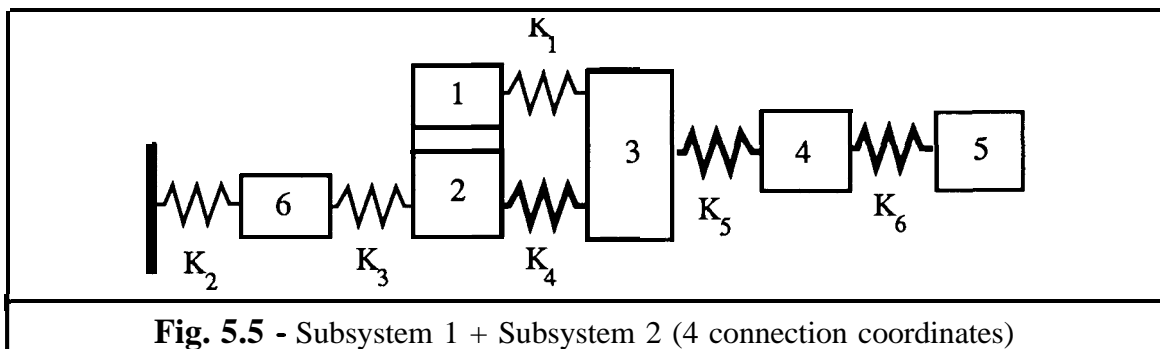 K1
1
3
4
5
6
2
K5
K6
K2
K3
K4
Fig. 5.5 - Subsystem 1 + Subsystem 2 (4 connection coordinates)